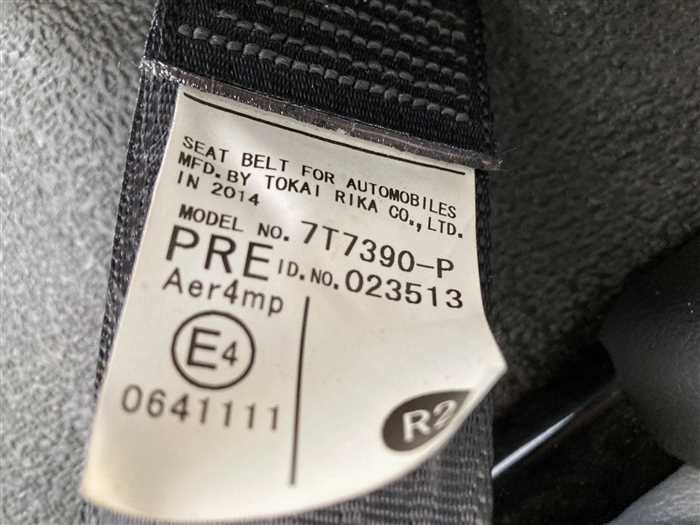 SEAT BELT FOR AUTOMOBILES
MFD. BY TOKAI RIKA CO., LTD.
IN 2014
MODEL NO. 7T7390-P
PRE ID.NO. 023513
Aer4mp
E4
0641111
R2